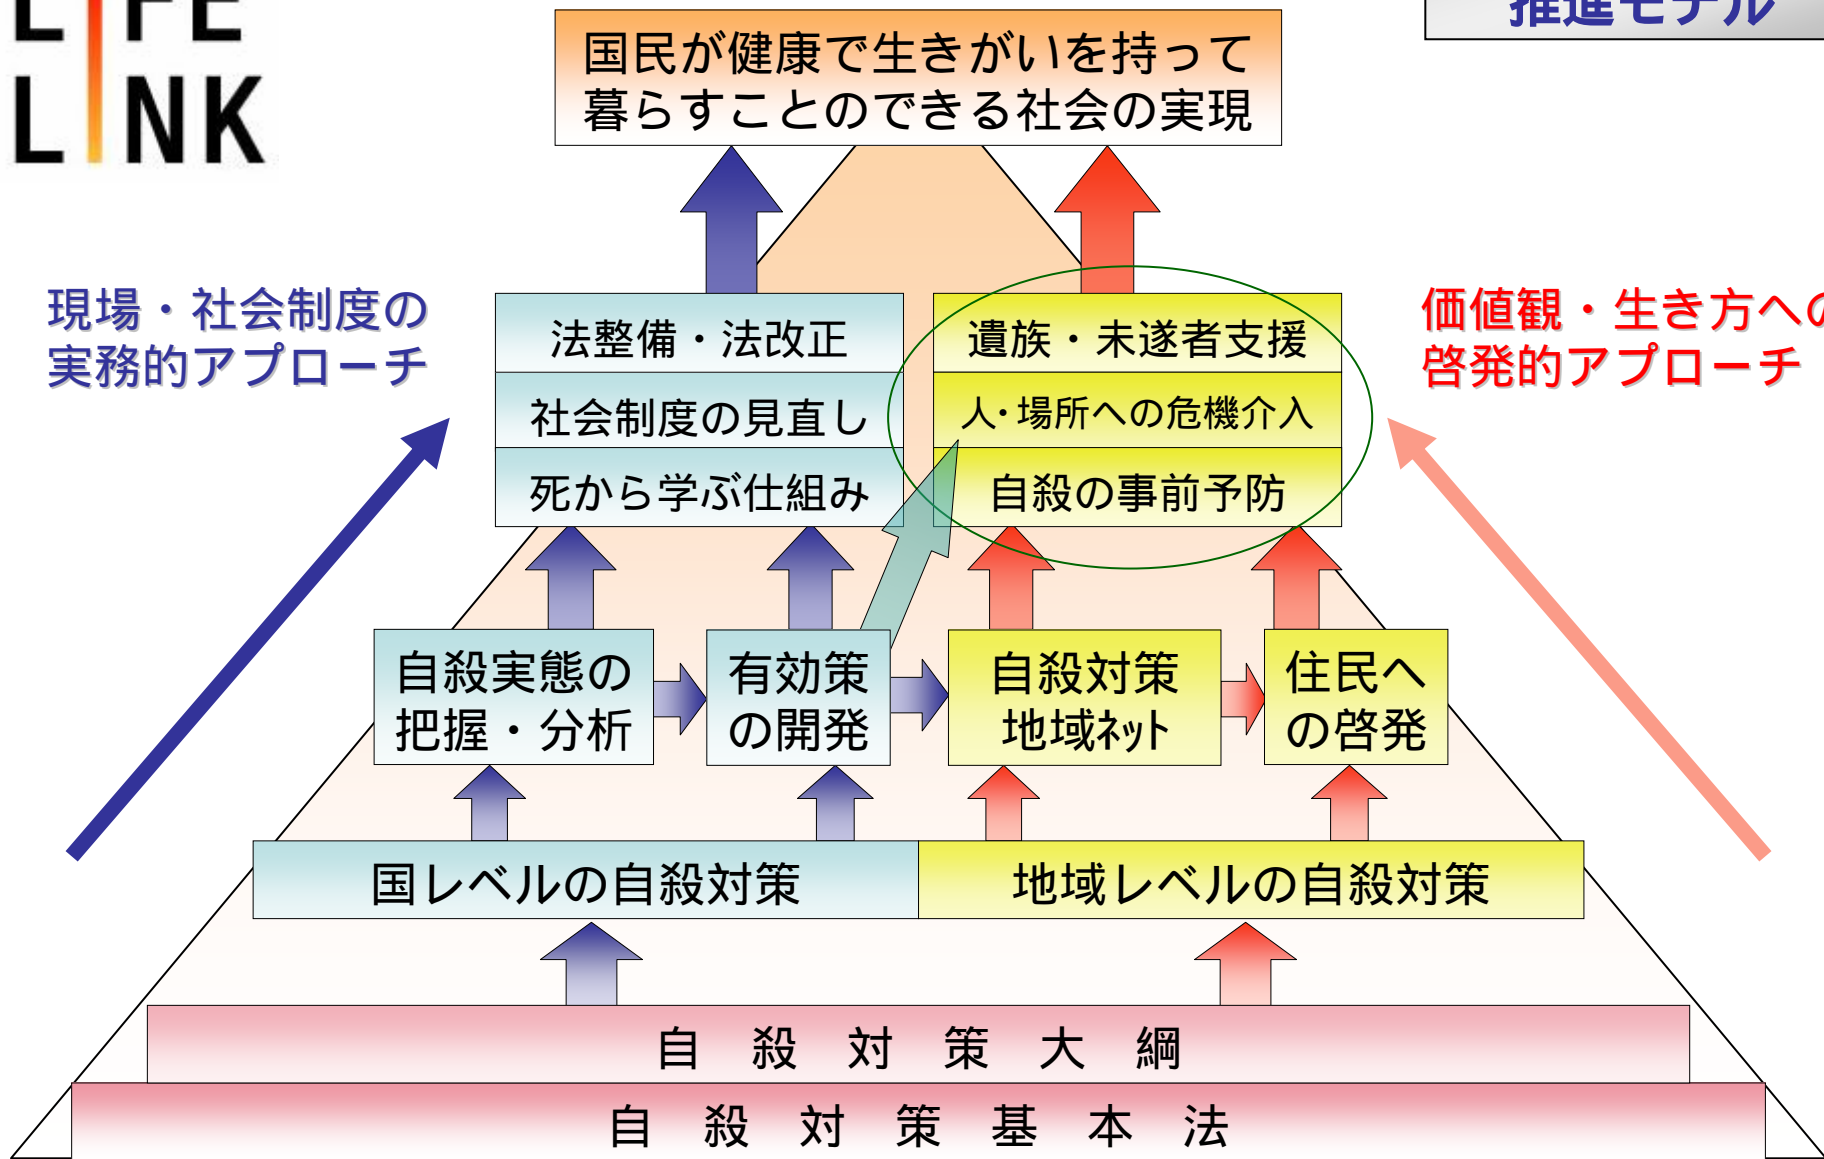 LIFE
LINK
推進モデル
国民が健康で生きがいを持って
暮らすことのできる社会の実現
現場・社会制度の
実務的アプローチ
価値観・生き方への
啓発的アプローチ
法整備・法改正
社会制度の見直し
死から学ぶ仕組み
遺族・未遂者支援
人・場所への危機介入
自殺の事前予防
自殺実態の
把握・分析
有効策
の開発
自殺対策
地域ネット
住民へ
の啓発
国レベルの自殺対策
地域レベルの自殺対策
自殺対策大綱
自殺対策基本法